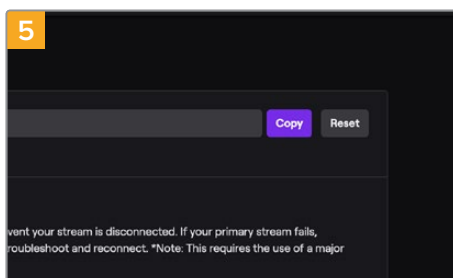 5
Copy Reset
vent your stream is disconnected. If your primary stream fails,
roubleshoot and reconnect. *Note: This requires the use of a major